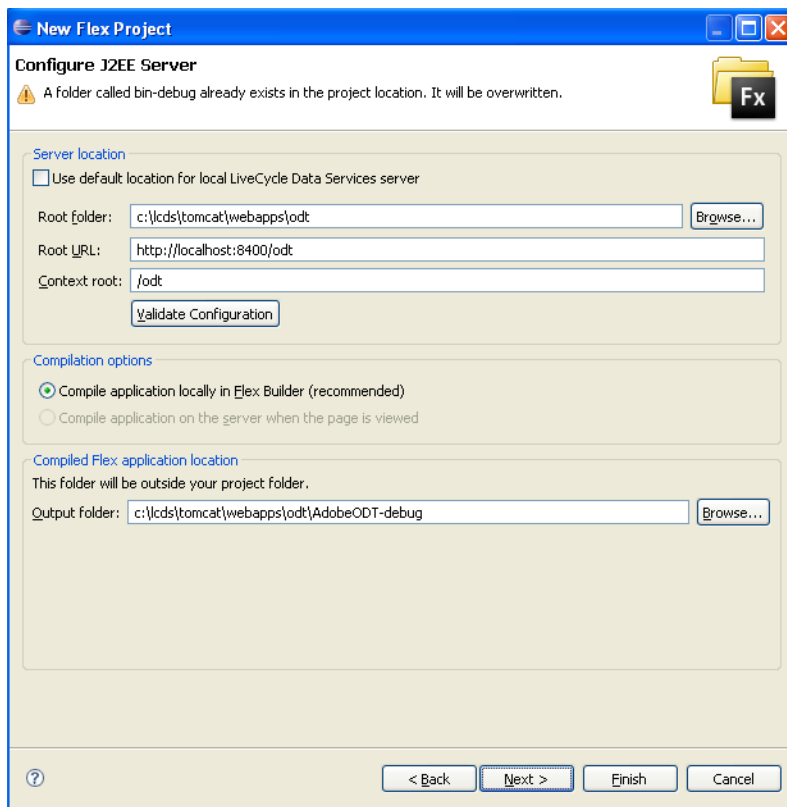 New Flex Project
Configure J2EE Server
A folder called bin-debug already exists in the project location. It will be overwritten.
Fx
Server location
Use default location for local LiveCycle Data Services server
Root folder: c:\lcds\tomcat\webapps\odt Browse...
Root URL: http://localhost:8400/odt
Context root: /odt
Validate Configuration
Compilation options
Compile application locally in Flex Builder (recommended)
Compile application on the server when the page is viewed
Compiled Flex application location
This folder will be outside your project folder.
Output folder: c:\lcds\tomcat\webapps\odt\AdobeODT-debug Browse...
? < Back Next > Finish Cancel